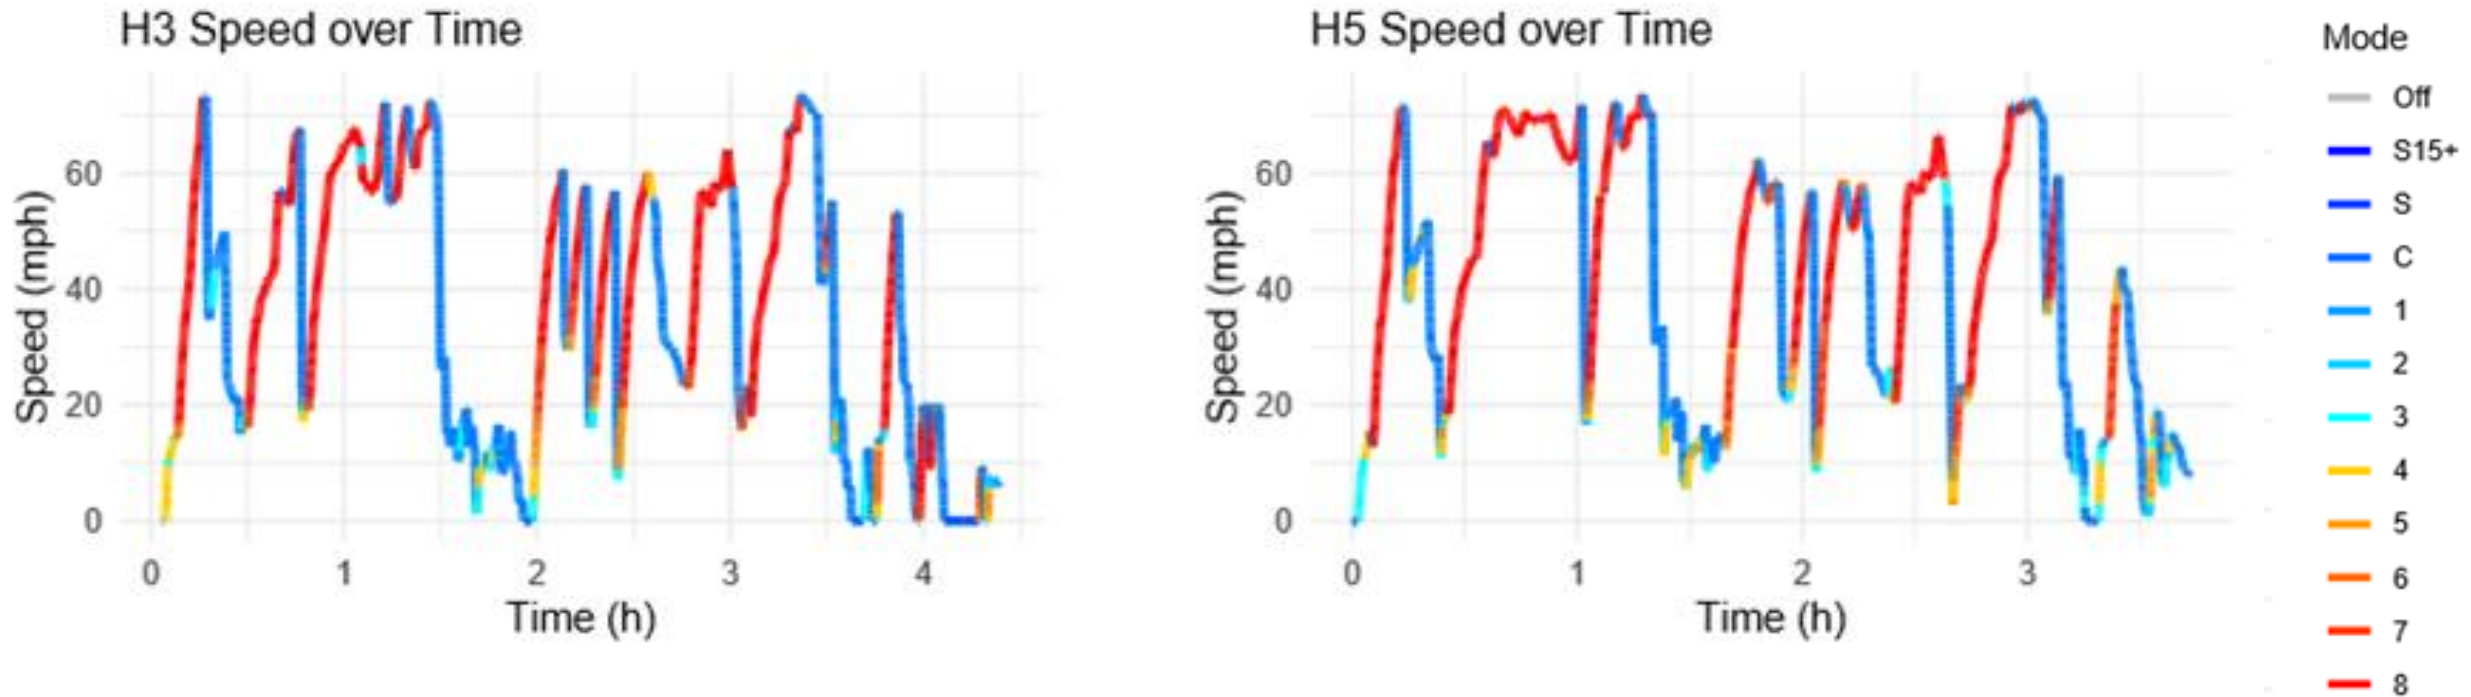 H3 Speed over Time
Speed (mph)
60
40
20
0
0 1 2 3 4
Time (h)
H5 Speed over Time
Speed (mph)
60
40
20
0
0 1 2 3
Time (h)
Mode
Off
S15+
S
C
1
2
3
4
5
6
7
8